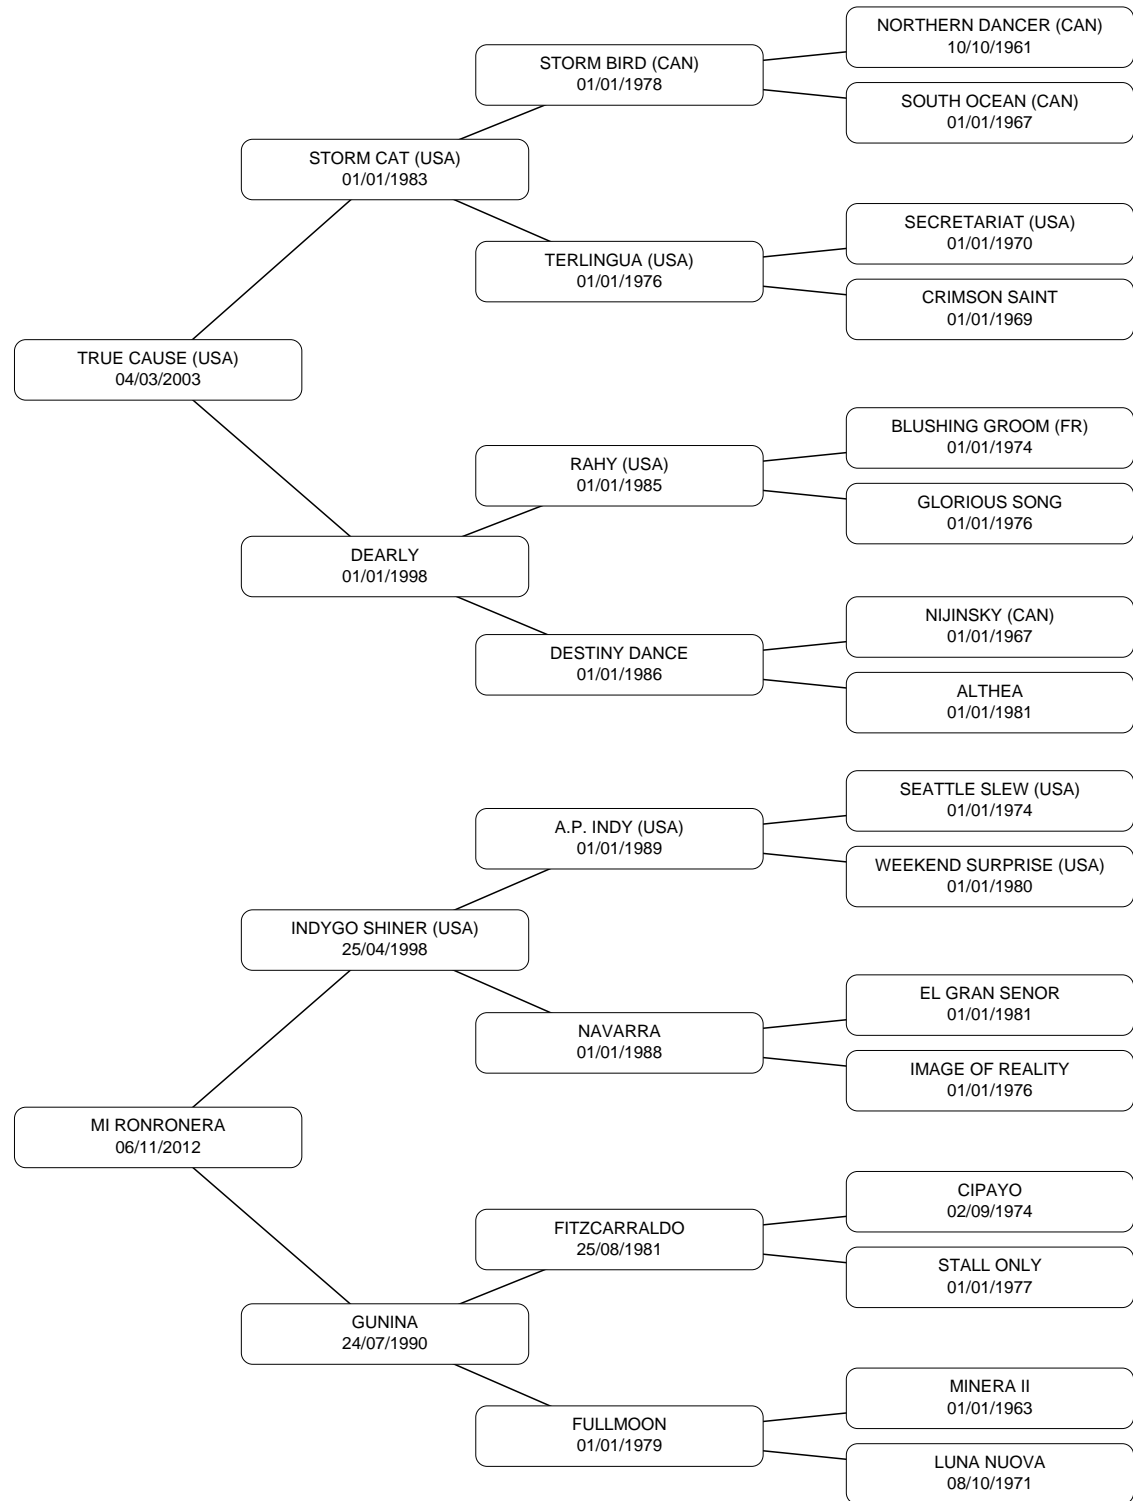 NORTHERN DANCER (CAN)
10/10/1961
STORM BIRD (CAN)
01/01/1978
SOUTH OCEAN (CAN)
01/01/1967
STORM CAT (USA)
01/01/1983
SECRETARIAT (USA)
01/01/1970
TERLINGUA (USA)
01/01/1976
CRIMSON SAINT
01/01/1969
TRUE CAUSE (USA)
04/03/2003
BLUSHING GROOM (FR)
01/01/1974
RAHY (USA)
01/01/1985
GLORIOUS SONG
01/01/1976
DEARLY
01/01/1998
NIJINSKY (CAN)
01/01/1967
DESTINY DANCE
01/01/1986
ALTHEA
01/01/1981
SEATTLE SLEW (USA)
01/01/1974
A.P. INDY (USA)
01/01/1989
WEEKEND SURPRISE (USA)
01/01/1980
INDYGO SHINER (USA)
25/04/1998
EL GRAN SENOR
01/01/1981
NAVARRA
01/01/1988
IMAGE OF REALITY
01/01/1976
MI RONRONERA
06/11/2012
CIPAYO
02/09/1974
FITZCARRALDO
25/08/1981
STALL ONLY
01/01/1977
GUNINA
24/07/1990
MINERA II
01/01/1963
FULLMOON
01/01/1979
LUNA NUOVA
08/10/1971